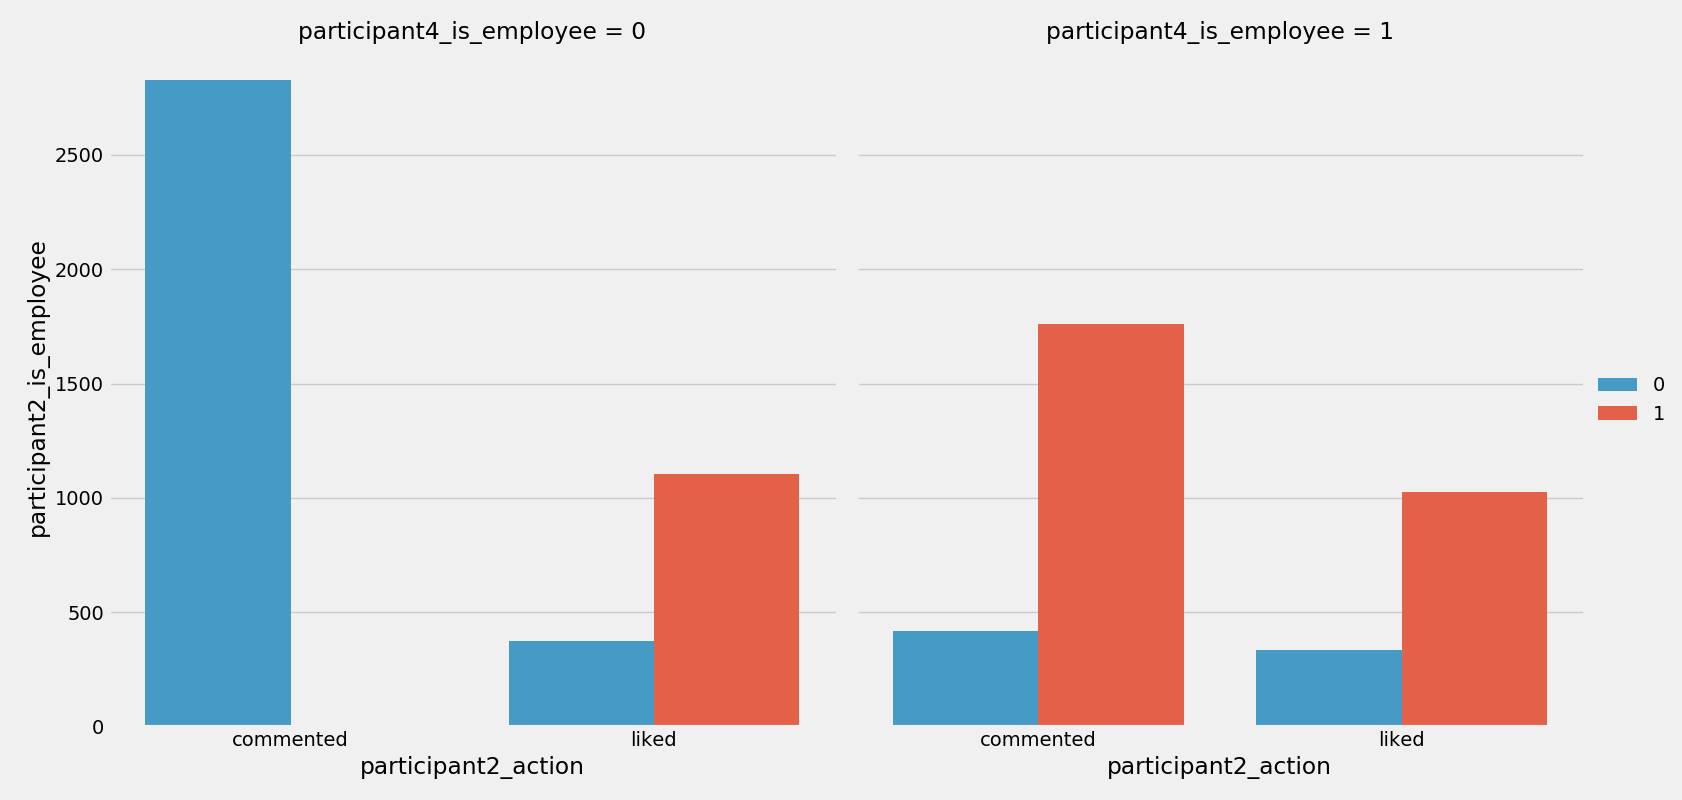 participant4_is_employee = 0
participant4_is_employee = 1
participant2_is_employee
2500
2000
1500
1000
500
0
commented
liked
commented
liked
participant2_action
participant2_action
0
1